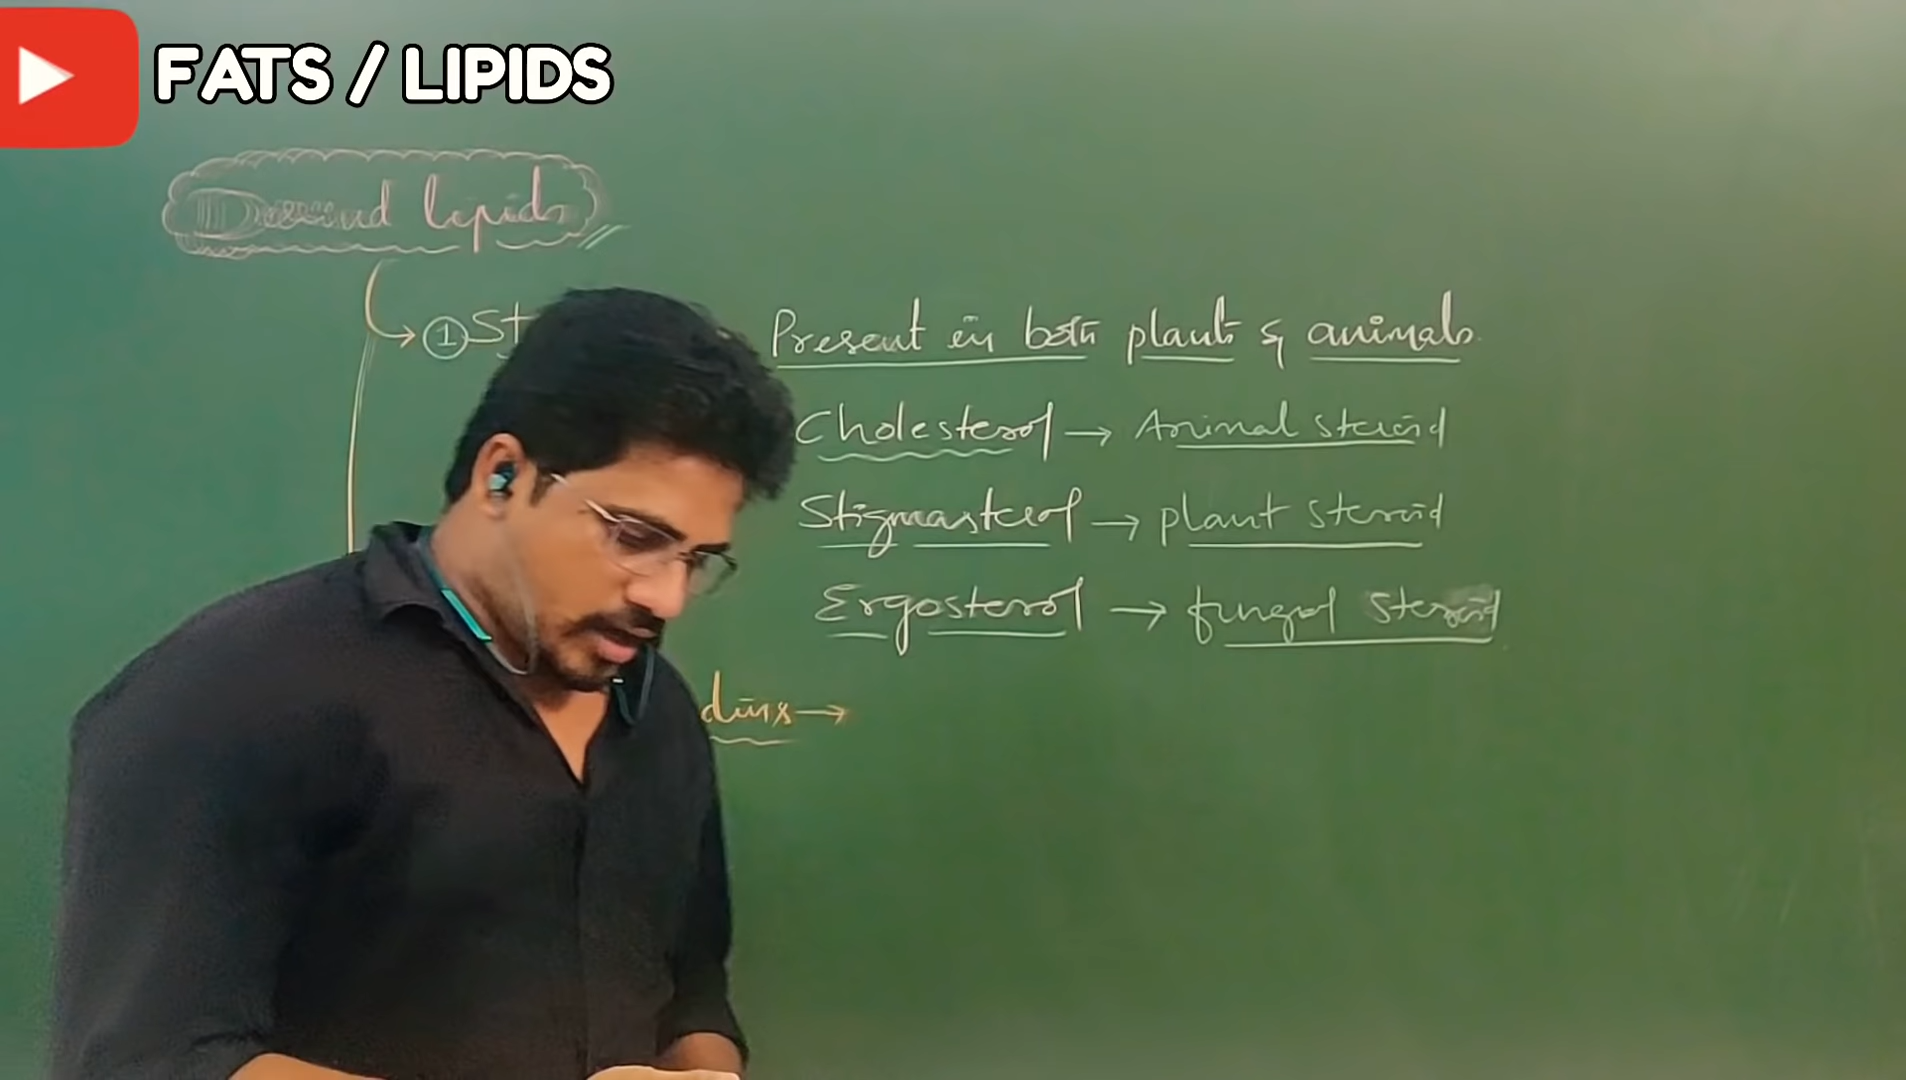 FATS / LIPIDS
Derived lipids
① St
Present in both plants & animals.
Cholesterol → Animal steroid
Stigmasterol → plant steroid
Ergosterol → fungal steroid.
dins →